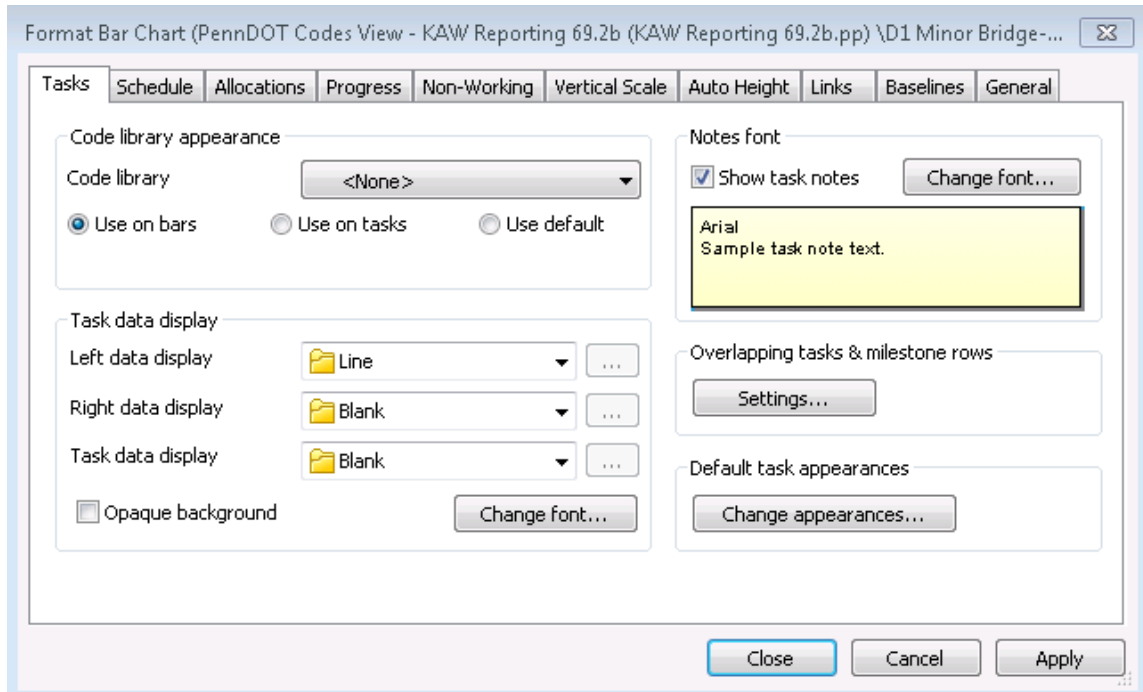 Format Bar Chart (PennDOT Codes View - KAW Reporting 69.2b (KAW Reporting 69.2b.pp) \D1 Minor Bridge-...
Tasks Schedule Allocations Progress Non-Working Vertical Scale Auto Height Links Baselines General
Code library appearance
Code library <None>
Use on bars Use on tasks Use default
Task data display
Left data display Line ...
Right data display Blank ...
Task data display Blank ...
Opaque background Change font...
Notes font
Show task notes Change font...
Arial
Sample task note text.
Overlapping tasks & milestone rows
Settings...
Default task appearances
Change appearances...
Close Cancel Apply